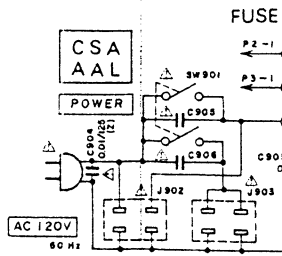 FUSE
CSA
AAL
P2-1
SW901
P3-1
POWER
C904
0.01/125
(Z)
C905
C906
C90
J902
J903
AC 120V
60 Hz